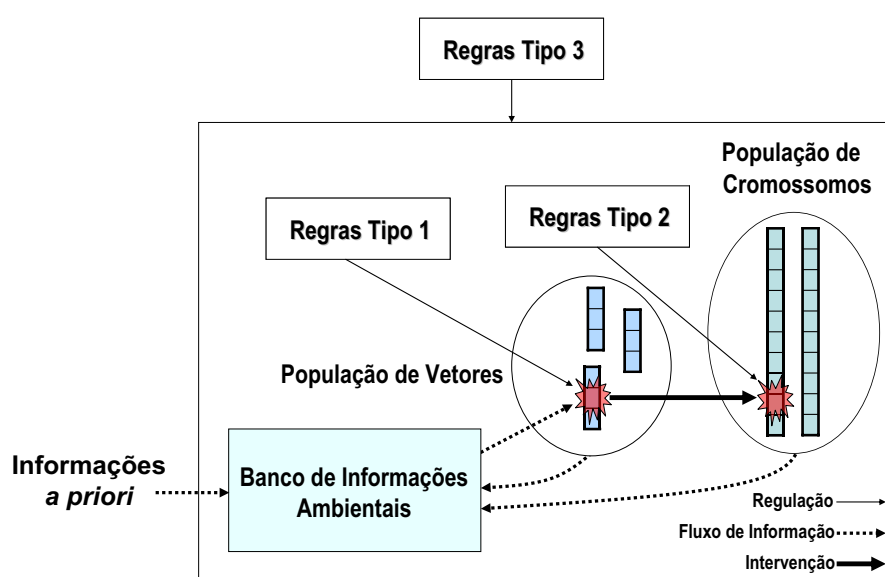 Regras Tipo 3
População de
Cromossomos
Regras Tipo 1
Regras Tipo 2
População de Vetores
Informações
a priori
Banco de Informações
Ambientais
Regulação
Fluxo de Informação
Intervenção